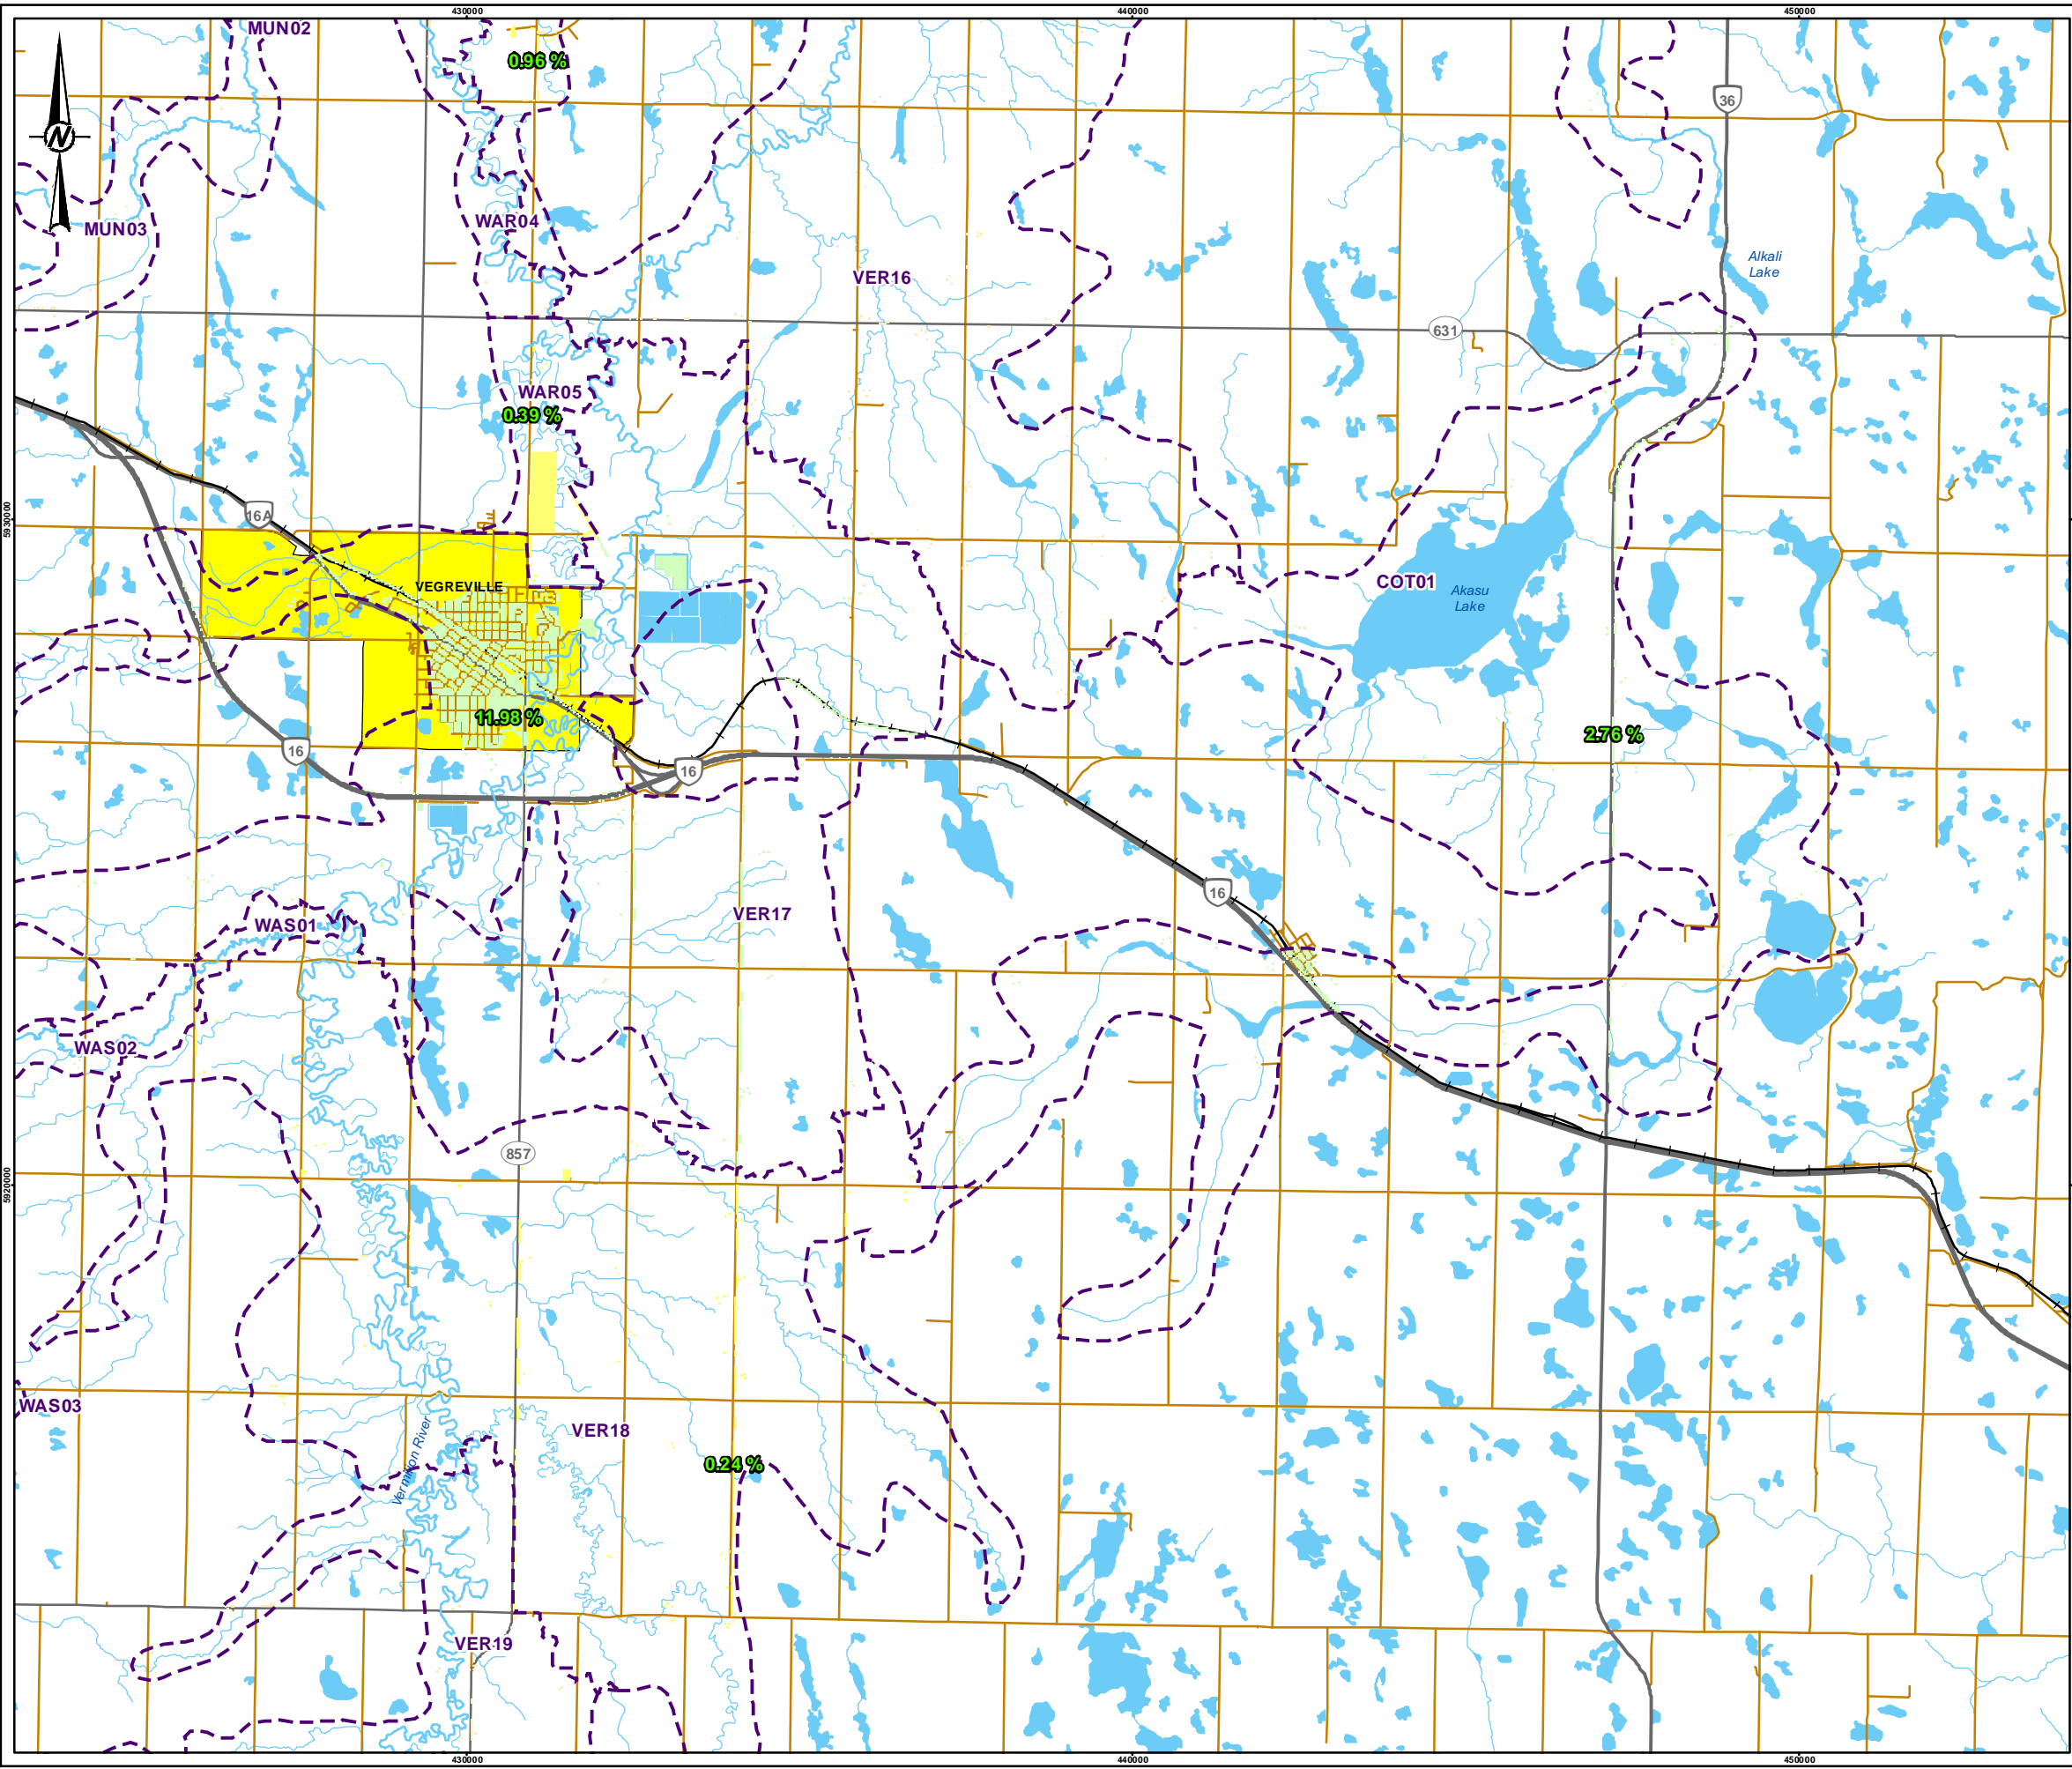 430000
440000
450000
MUN02
0.96 %
36
N
WAR04
MUN03
Alkali
Lake
VER16
631
WAR05
0.39 %
16A
5930000
VEGREVILLE
COT01
Akasu
Lake
11.98 %
2.76 %
16
16
16
VER17
WAS01
WAS02
857
5920000
WAS03
VER18
Vermilion River
0.24 %
VER19
430000
440000
450000